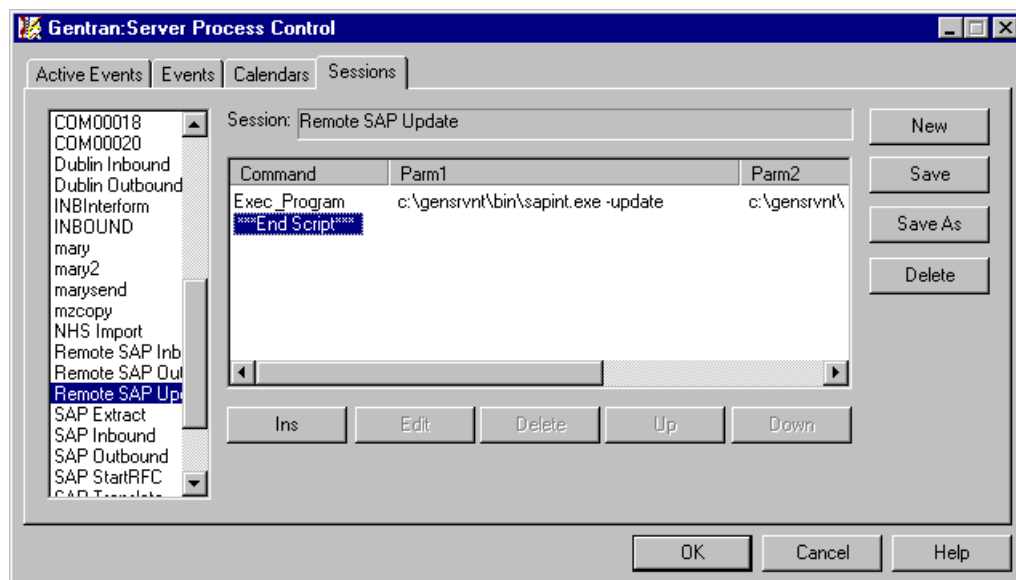 Gentran:Server Process Control
Active Events Events Calendars Sessions
COM00018
COM00020
Dublin Inbound
Dublin Outbound
INBInterform
INBOUND
mary
mary2
marysend
mzcopy
NHS Import
Remote SAP Inb
Remote SAP Out
Remote SAP Upd
SAP Extract
SAP Inbound
SAP Outbound
SAP StartRFC
SAP Translate
Session: Remote SAP Update
Command Parm1 Parm2
Exec_Program c:\gensrvnt\bin\sapint.exe -update c:\gensrvnt\
***End Script***
New
Save
Save As
Delete
Ins Edit Delete Up Down
OK Cancel Help